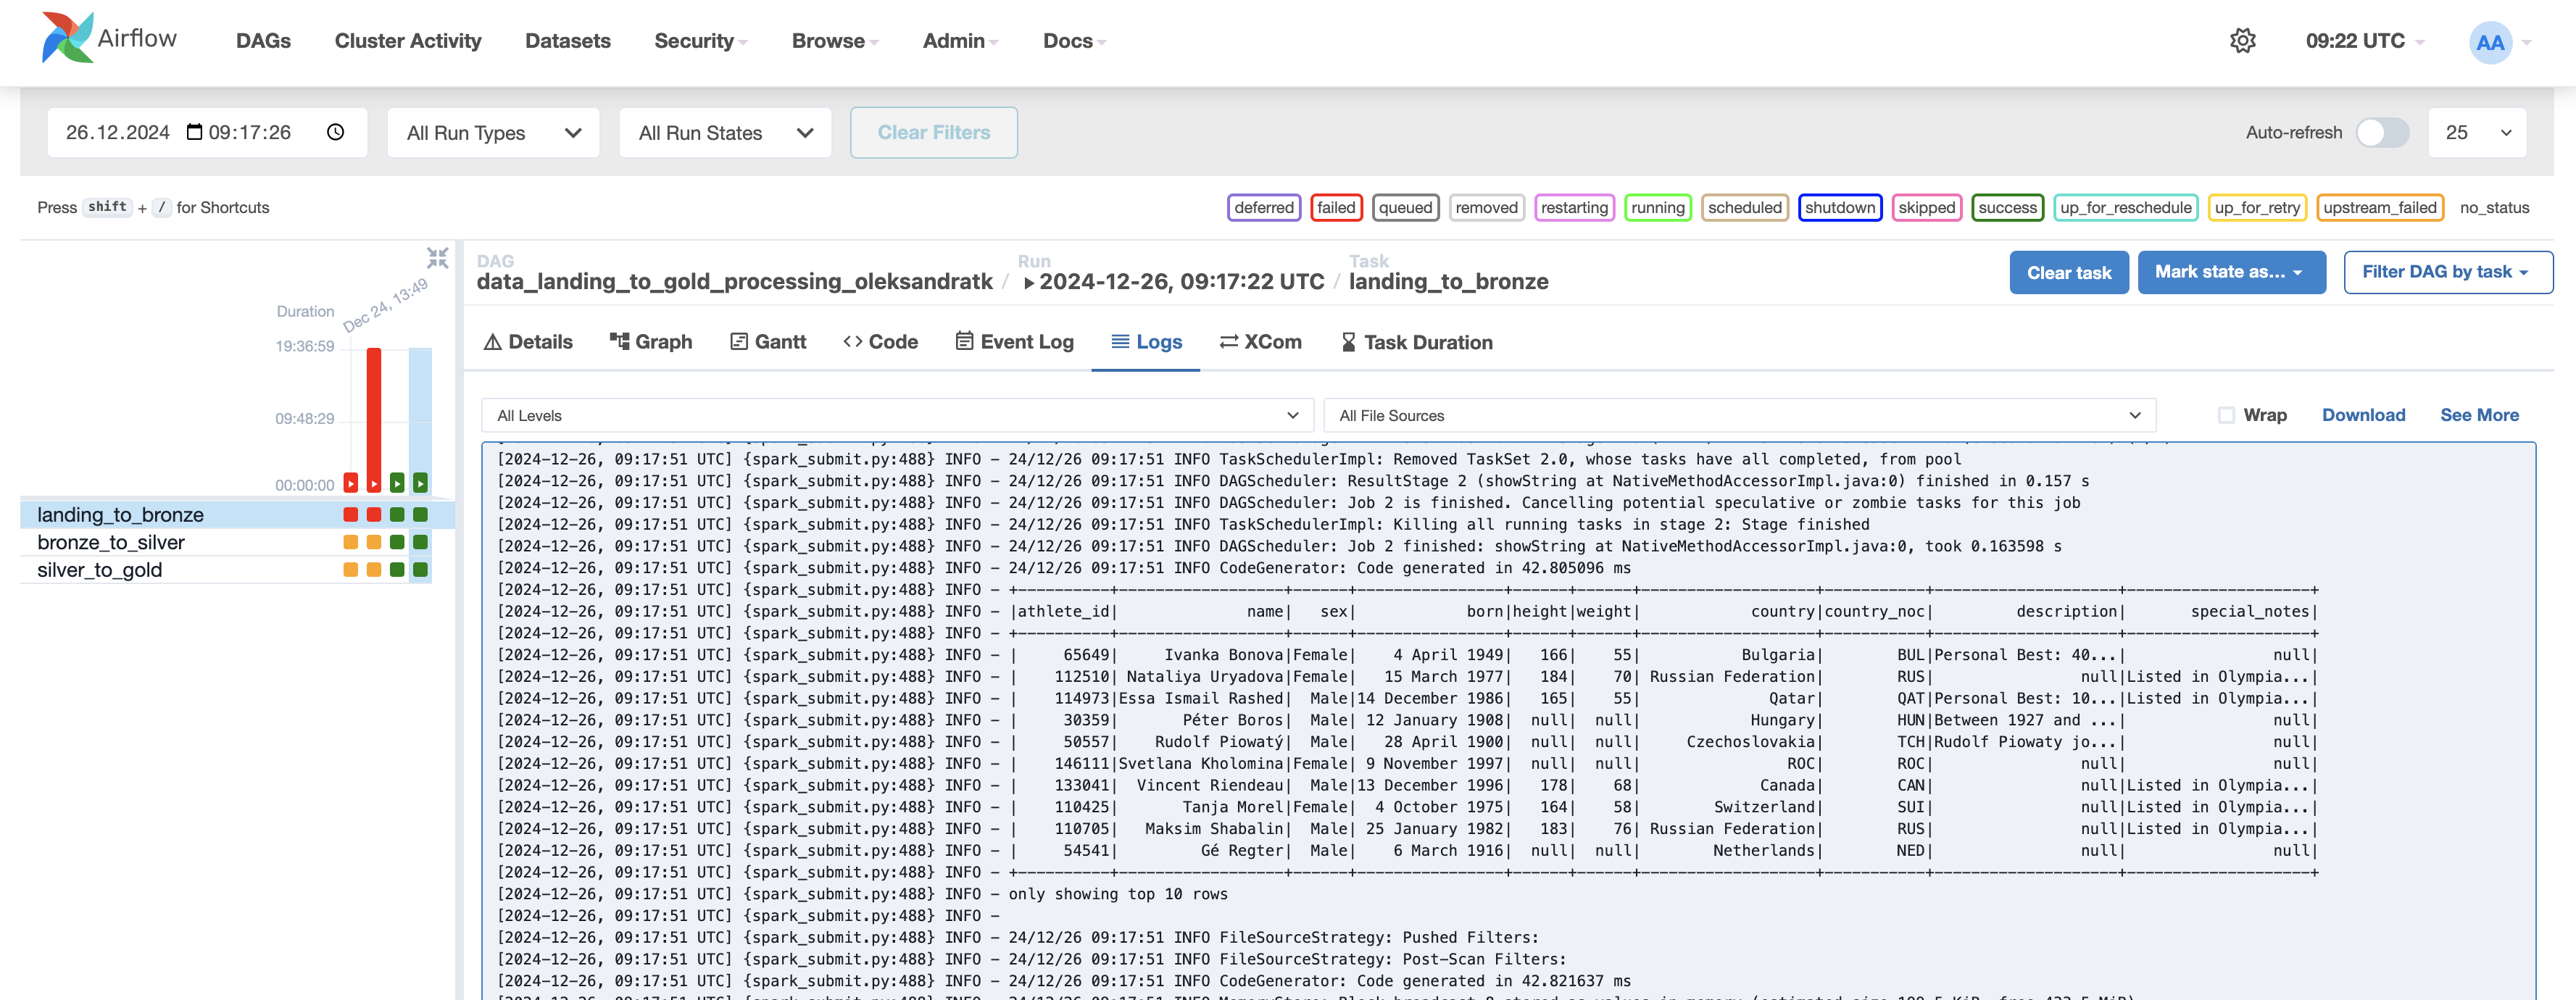 Airflow DAGs Cluster Activity Datasets Security Browse Admin Docs 09:22 UTC AA
26.12.2024 09:17:26 All Run Types All Run States Clear Filters Auto-refresh 25
Press shift + / for Shortcuts deferred failed queued removed restarting running scheduled shutdown skipped success up_for_reschedule up_for_retry upstream_failed no_status
DAG Run Task
data_landing_to_gold_processing_oleksandratk / 2024-12-26, 09:17:22 UTC / landing_to_bronze
Clear task Mark state as... Filter DAG by task
Dec 24, 13:49
Duration
19:36:59
09:48:29
00:00:00
landing_to_bronze
bronze_to_silver
silver_to_gold
Details Graph Gantt Code Event Log Logs XCom Task Duration
All Levels All File Sources Wrap Download See More
[2024-12-26, 09:17:51 UTC] {spark_submit.py:488} INFO - 24/12/26 09:17:51 INFO TaskSchedulerImpl: Removed TaskSet 2.0, whose tasks have all completed, from pool
[2024-12-26, 09:17:51 UTC] {spark_submit.py:488} INFO - 24/12/26 09:17:51 INFO DAGScheduler: ResultStage 2 (showString at NativeMethodAccessorImpl.java:0) finished in 0.157 s
[2024-12-26, 09:17:51 UTC] {spark_submit.py:488} INFO - 24/12/26 09:17:51 INFO DAGScheduler: Job 2 is finished. Cancelling potential speculative or zombie tasks for this job
[2024-12-26, 09:17:51 UTC] {spark_submit.py:488} INFO - 24/12/26 09:17:51 INFO TaskSchedulerImpl: Killing all running tasks in stage 2: Stage finished
[2024-12-26, 09:17:51 UTC] {spark_submit.py:488} INFO - 24/12/26 09:17:51 INFO DAGScheduler: Job 2 finished: showString at NativeMethodAccessorImpl.java:0, took 0.163598 s
[2024-12-26, 09:17:51 UTC] {spark_submit.py:488} INFO - 24/12/26 09:17:51 INFO CodeGenerator: Code generated in 42.805096 ms
[2024-12-26, 09:17:51 UTC] {spark_submit.py:488} INFO - +----------+-------------------+------+----------------+------+------+--------------------+-----------+--------------------+--------------------+
[2024-12-26, 09:17:51 UTC] {spark_submit.py:488} INFO - |athlete_id| name| sex| born|height|weight| country|country_noc| description| special_notes|
[2024-12-26, 09:17:51 UTC] {spark_submit.py:488} INFO - +----------+-------------------+------+----------------+------+------+--------------------+-----------+--------------------+--------------------+
[2024-12-26, 09:17:51 UTC] {spark_submit.py:488} INFO - | 65649| Ivanka Bonova|Female| 4 April 1949| 166| 55| Bulgaria| BUL|Personal Best: 40...| null|
[2024-12-26, 09:17:51 UTC] {spark_submit.py:488} INFO - | 112510| Nataliya Uryadova|Female| 15 March 1977| 184| 70| Russian Federation| RUS| null|Listed in Olympia...|
[2024-12-26, 09:17:51 UTC] {spark_submit.py:488} INFO - | 114973|Essa Ismail Rashed| Male|14 December 1986| 165| 55| Qatar| QAT|Personal Best: 10...|Listed in Olympia...|
[2024-12-26, 09:17:51 UTC] {spark_submit.py:488} INFO - | 30359| Péter Boros| Male| 12 January 1908| null| null| Hungary| HUN|Between 1927 and ...| null|
[2024-12-26, 09:17:51 UTC] {spark_submit.py:488} INFO - | 50557| Rudolf Piowatý| Male| 28 April 1900| null| null| Czechoslovakia| TCH|Rudolf Piowaty jo...| null|
[2024-12-26, 09:17:51 UTC] {spark_submit.py:488} INFO - | 146111|Svetlana Kholomina|Female| 9 November 1997| null| null| ROC| ROC| null| null|
[2024-12-26, 09:17:51 UTC] {spark_submit.py:488} INFO - | 133041| Vincent Riendeau| Male|13 December 1996| 178| 68| Canada| CAN| null|Listed in Olympia...|
[2024-12-26, 09:17:51 UTC] {spark_submit.py:488} INFO - | 110425| Tanja Morel|Female| 4 October 1975| 164| 58| Switzerland| SUI| null|Listed in Olympia...|
[2024-12-26, 09:17:51 UTC] {spark_submit.py:488} INFO - | 110705| Maksim Shabalin| Male| 25 January 1982| 183| 76| Russian Federation| RUS| null|Listed in Olympia...|
[2024-12-26, 09:17:51 UTC] {spark_submit.py:488} INFO - | 54541| Gé Regter| Male| 6 March 1916| null| null| Netherlands| NED| null| null|
[2024-12-26, 09:17:51 UTC] {spark_submit.py:488} INFO - +----------+-------------------+------+----------------+------+------+--------------------+-----------+--------------------+--------------------+
[2024-12-26, 09:17:51 UTC] {spark_submit.py:488} INFO - only showing top 10 rows
[2024-12-26, 09:17:51 UTC] {spark_submit.py:488} INFO -
[2024-12-26, 09:17:51 UTC] {spark_submit.py:488} INFO - 24/12/26 09:17:51 INFO FileSourceStrategy: Pushed Filters:
[2024-12-26, 09:17:51 UTC] {spark_submit.py:488} INFO - 24/12/26 09:17:51 INFO FileSourceStrategy: Post-Scan Filters:
[2024-12-26, 09:17:51 UTC] {spark_submit.py:488} INFO - 24/12/26 09:17:51 INFO CodeGenerator: Code generated in 42.821637 ms